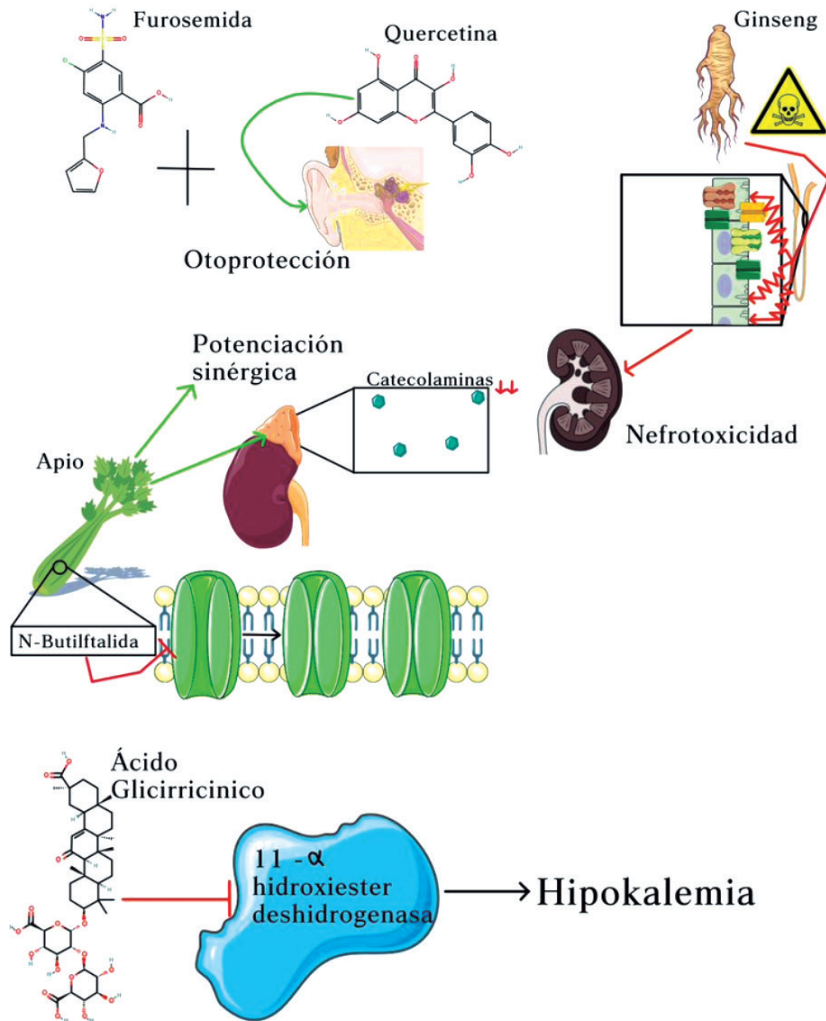 Furosemida
Quercetina
Ginseng
Otoprotección
Potenciación
sinérgica
Catecolaminas
Nefrotoxicidad
Apio
N-Butilftalida
Ácido
Glicirricinico
11 - α
hidroxiester
deshidrogenasa
Hipokalemia